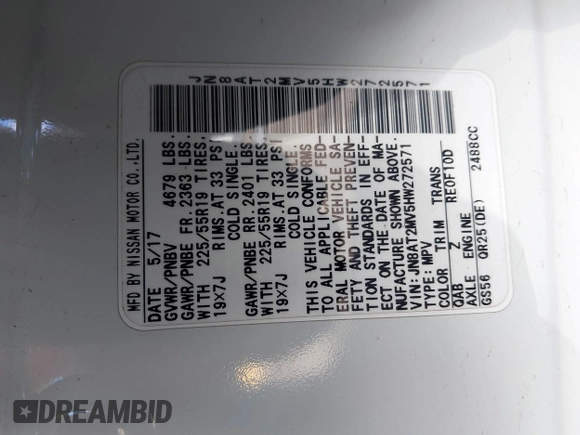 JN8AT2MV5HW272571
MFD BY NISSAN MOTOR CO.,LTD.
DATE 5/17
GVWR/PNBV 4679 LBS.
GAWR/PNBE FR. 2363 LBS.
WITH 225/55R19 TIRES,
19X7J RIMS.AT 33 PSI
COLD SINGLE.
GAWR/PNBE RR. 2401 LBS.
WITH 225/55R19 TIRES,
19X7J RIMS.AT 33 PSI
COLD SINGLE.
THIS VEHICLE CONFORMS
TO ALL APPLICABLE FED-
ERAL MOTOR VEHICLE SA-
FETY AND THEFT PREVEN-
TION STANDARDS IN EFF-
ECT ON THE DATE OF MA-
NUFACTURE SHOWN ABOVE.
VIN:JN8AT2MV5HW272571
TYPE:MPV
COLOR TRIM TRANS
QAB Z RE0F10D
AXLE ENGINE
GS56 QR25(DE) 2488CC
DREAMBID